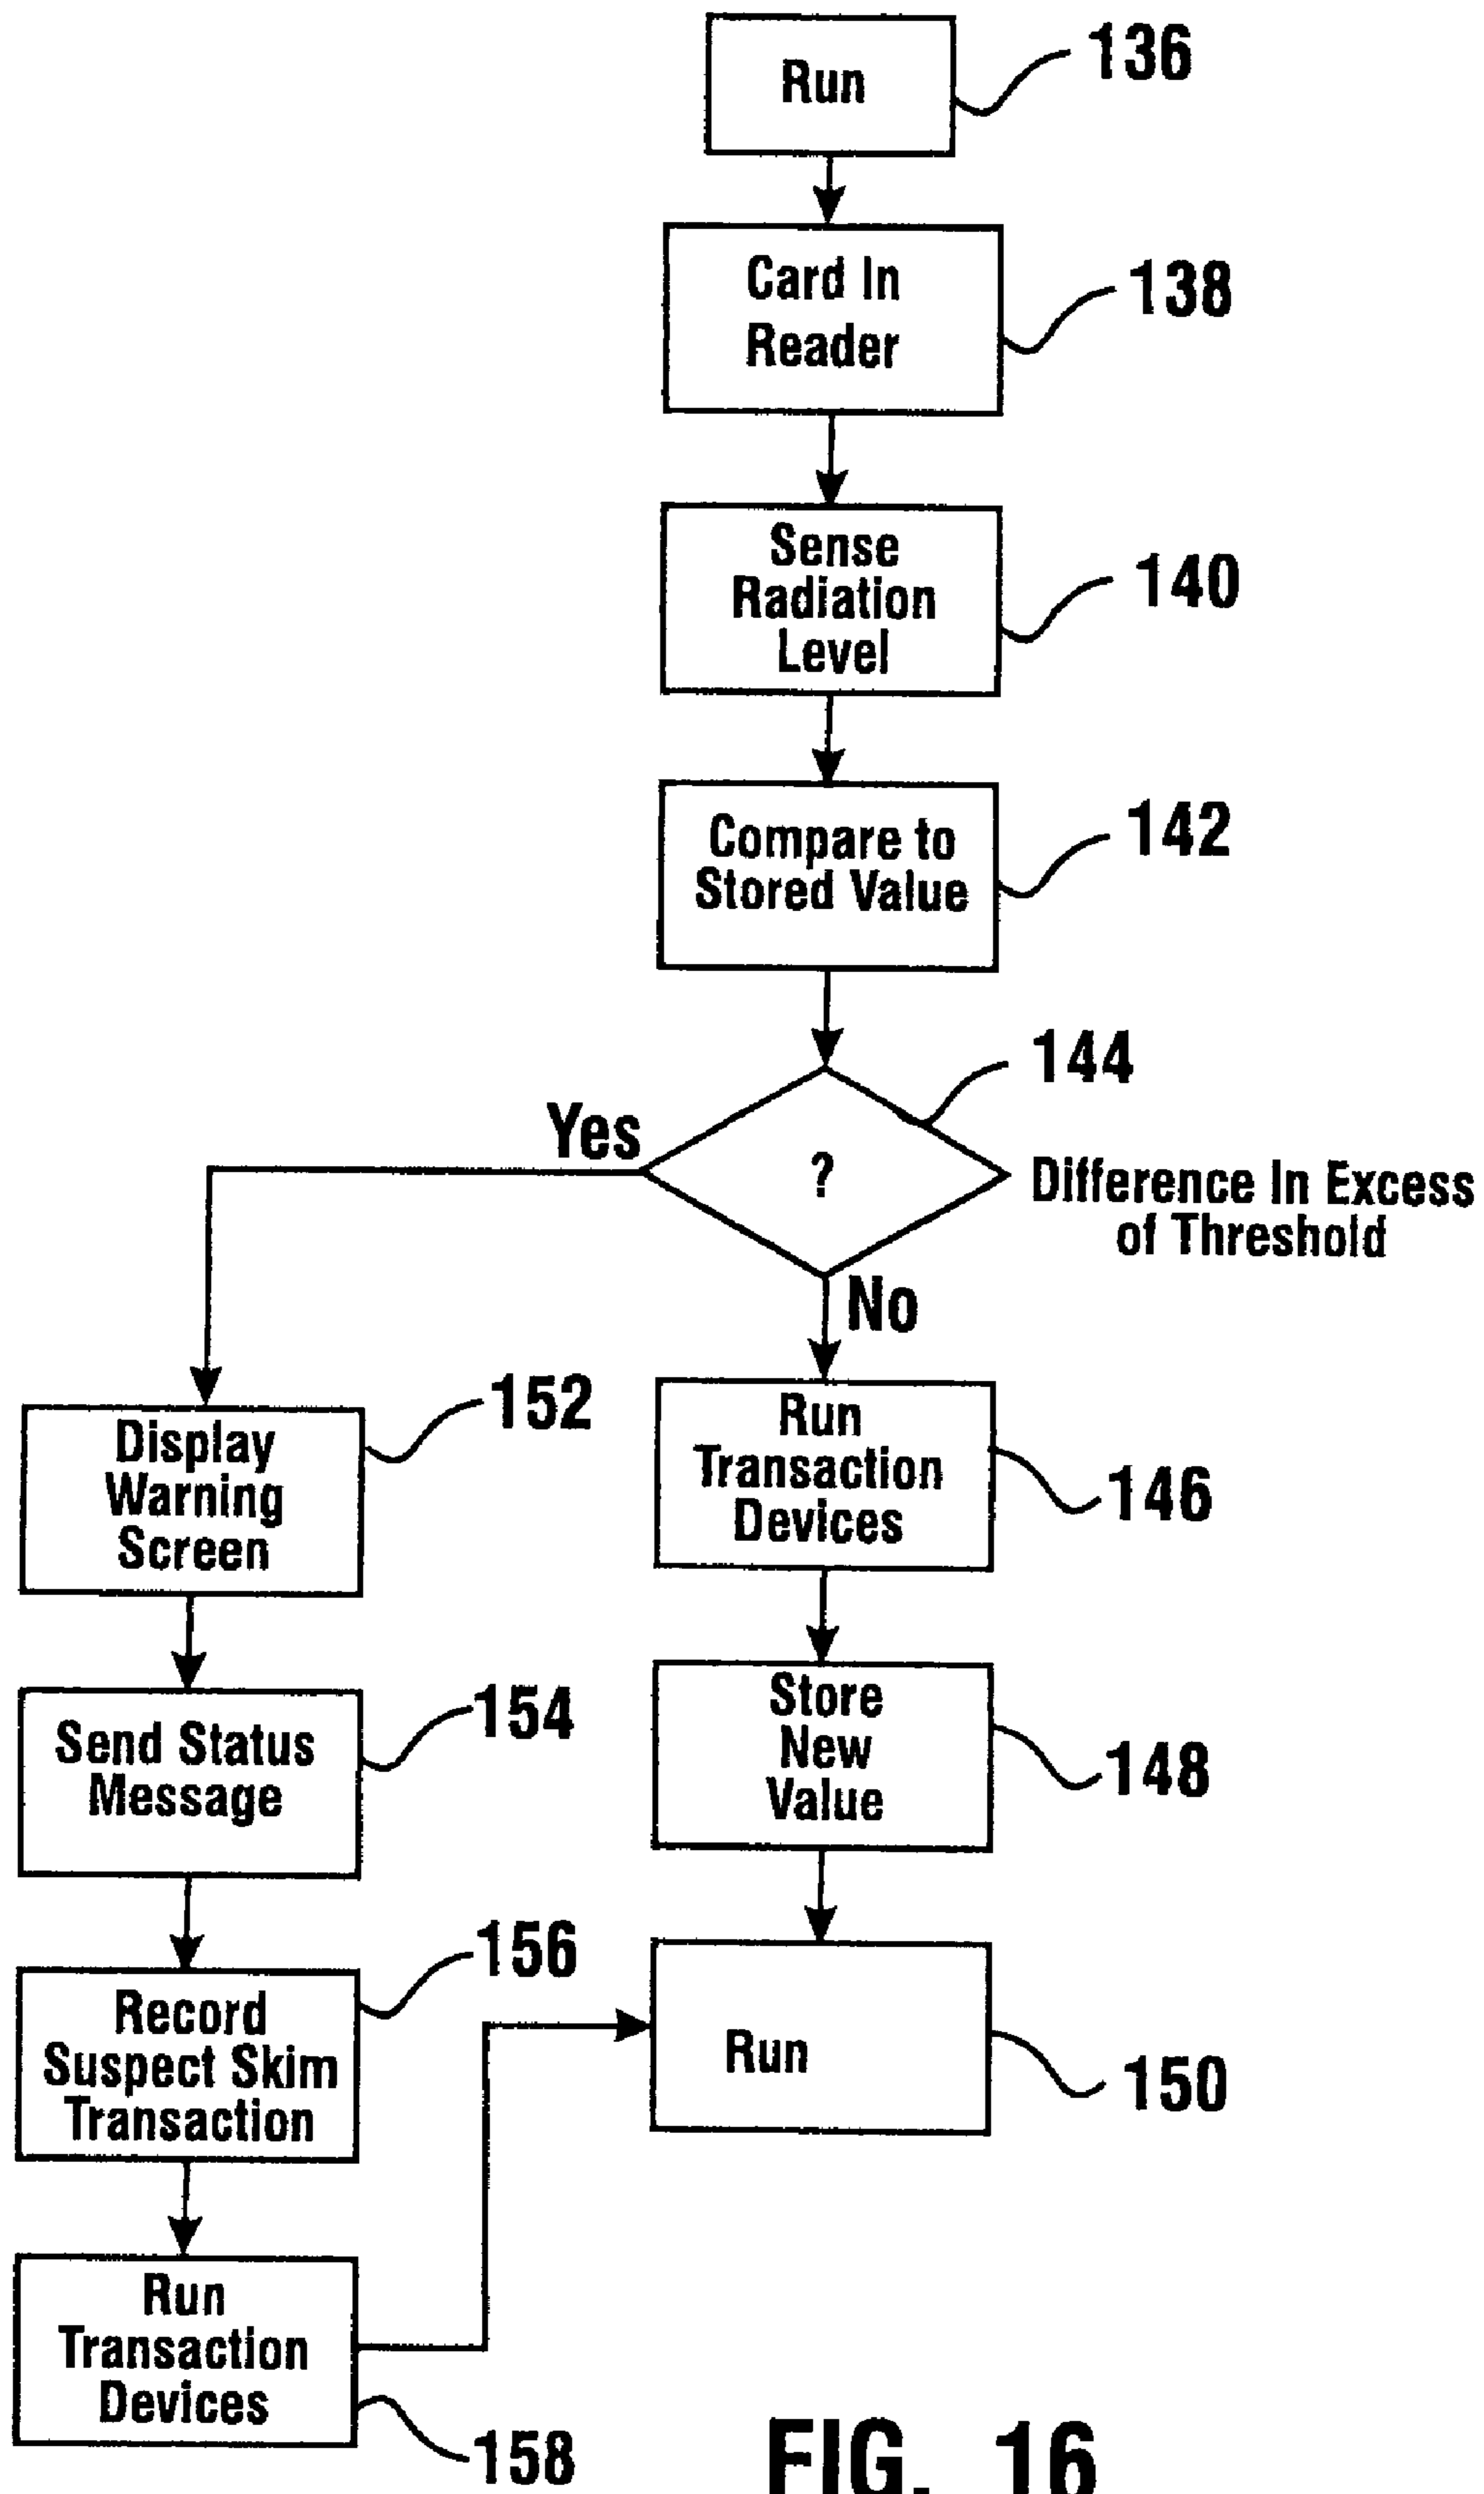 Run
136
Card In
Reader
138
Sense
Radiation
Level
140
Compare to
Stored Value
142
144
Yes
?
Difference In Excess
of Threshold
No
152
Display
Warning
Screen
Run
Transaction
Devices
146
154
Send Status
Message
Store
New
Value
148
156
Record
Suspect Skim
Transaction
Run
150
Run
Transaction
Devices
158
FIG. 16